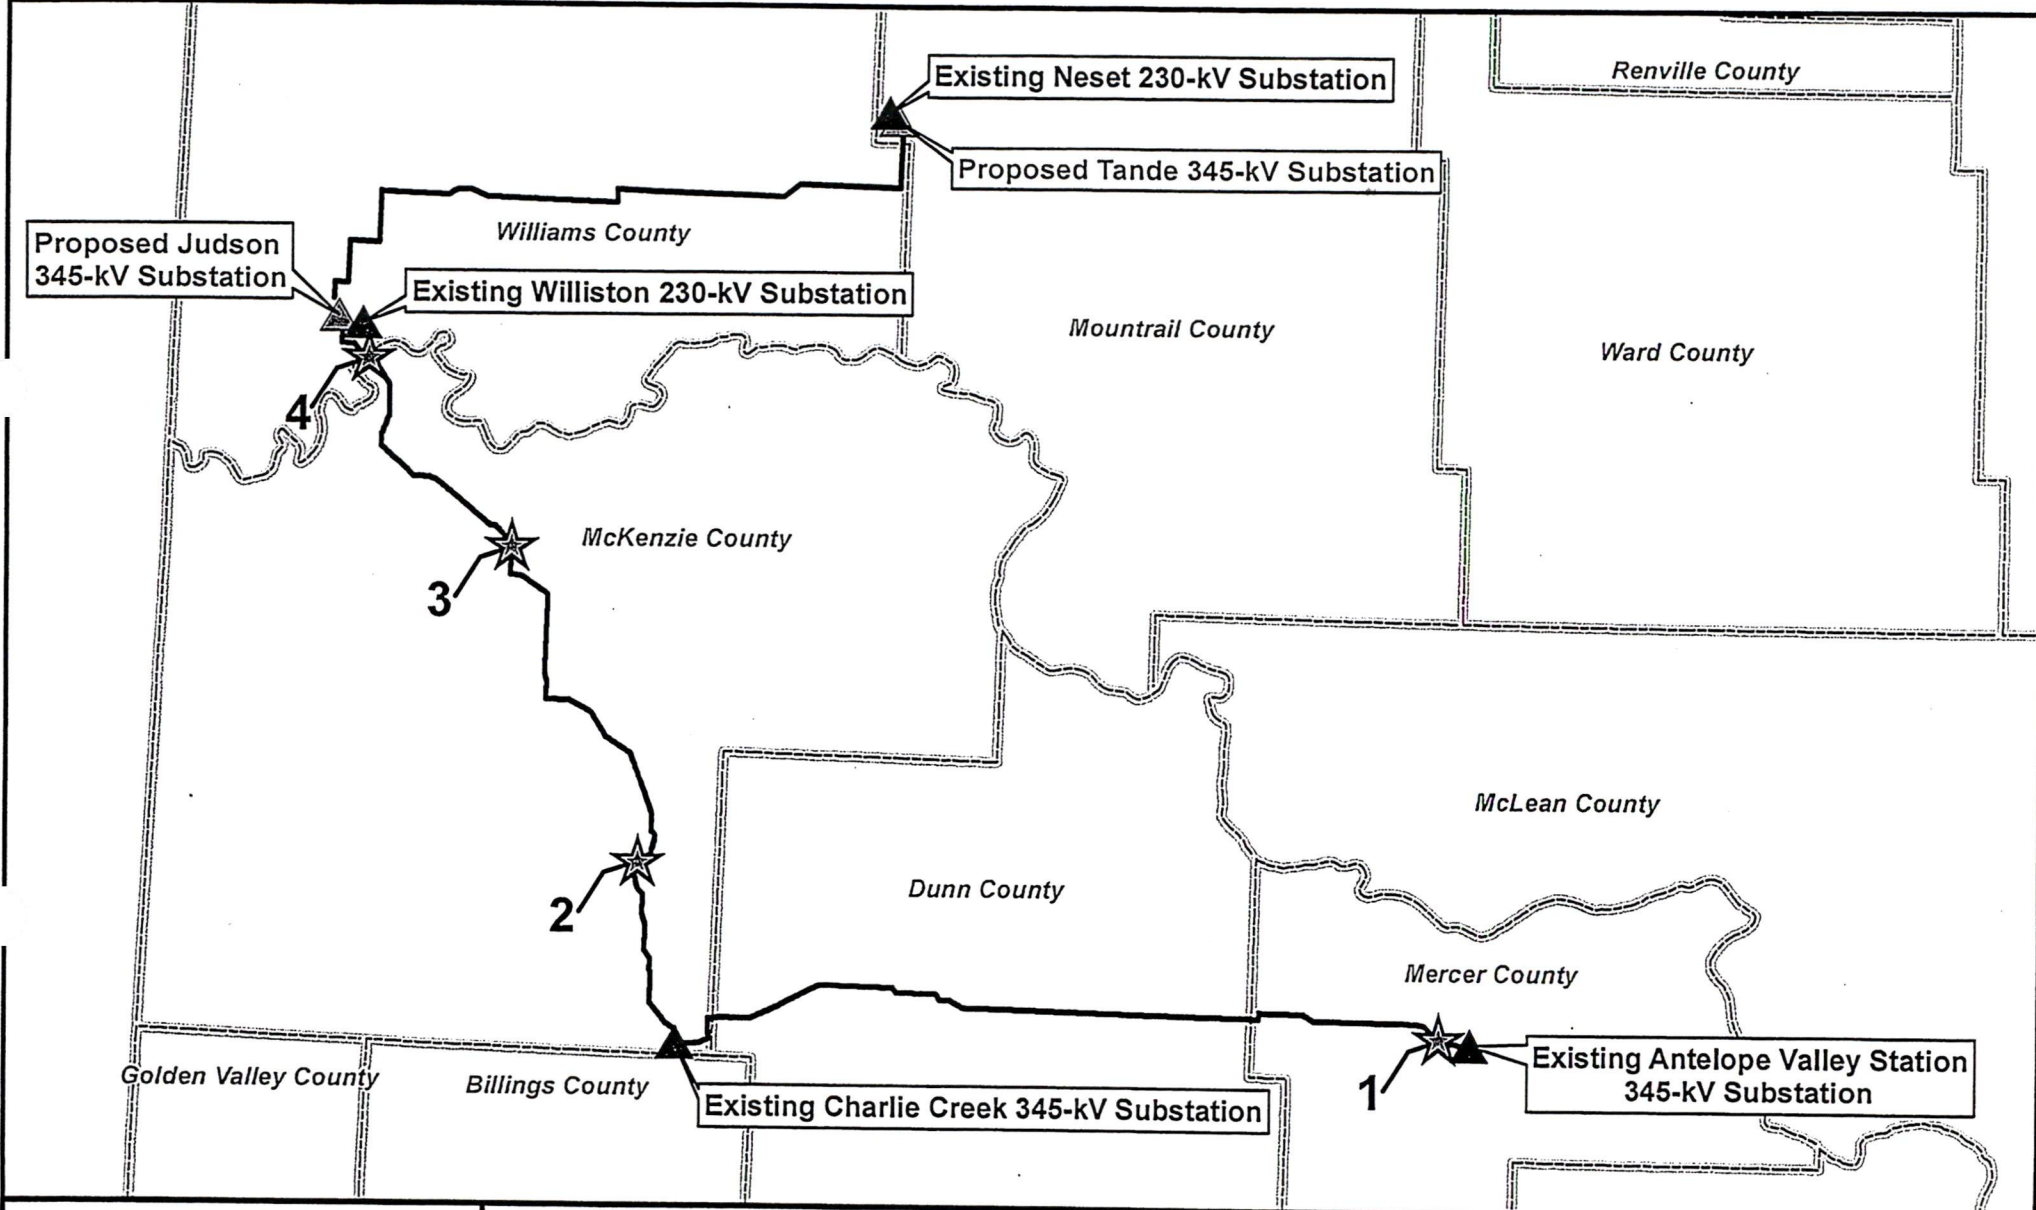 Existing Neset 230-kV Substation
Renville County
Proposed Tande 345-kV Substation
Williams County
Proposed Judson
345-kV Substation
Existing Williston 230-kV Substation
Mountrail County
Ward County
4
McKenzie County
3
McLean County
Dunn County
2
Mercer County
Golden Valley County
Billings County
Existing Charlie Creek 345-kV Substation
1
Existing Antelope Valley Station
345-kV Substation